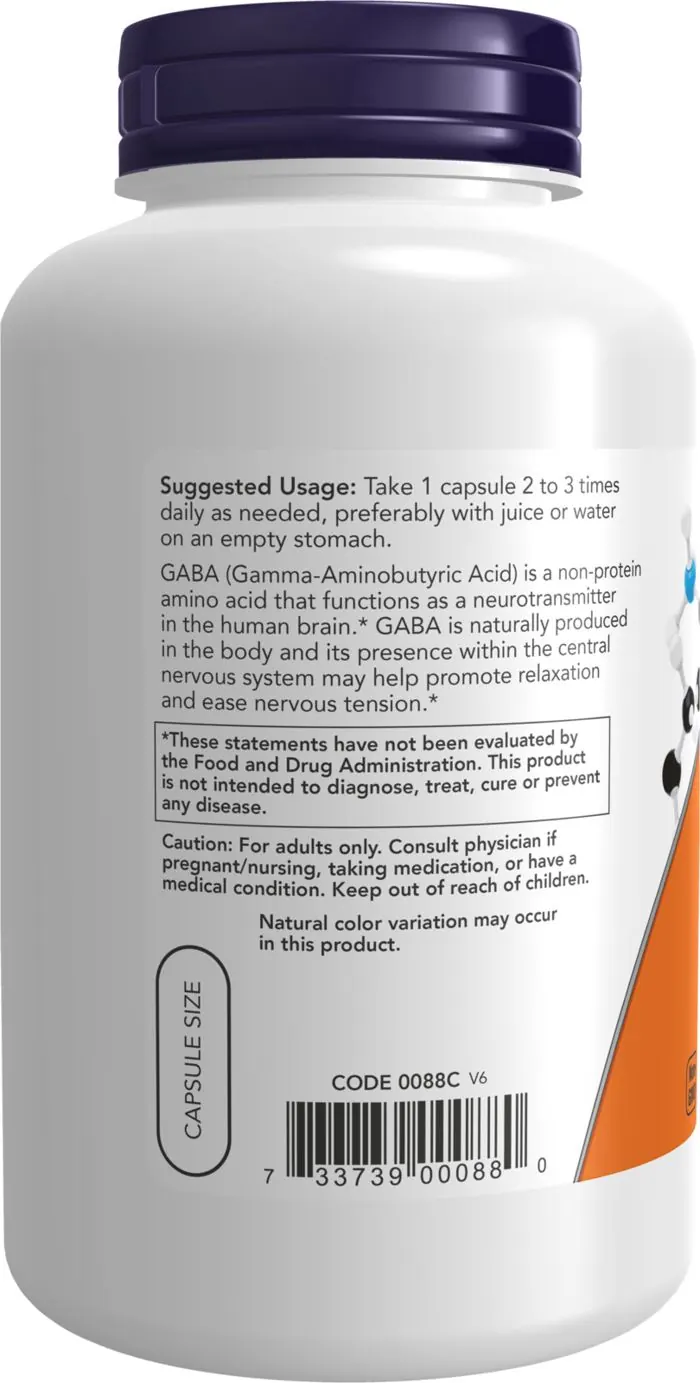 Suggested Usage: Take 1 capsule 2 to 3 times
daily as needed, preferably with juice or water
on an empty stomach.
GABA (Gamma-Aminobutyric Acid) is a non-protein
amino acid that functions as a neurotransmitter
in the human brain.* GABA is naturally produced
in the body and its presence within the central
nervous system may help promote relaxation
and ease nervous tension.*
*These statements have not been evaluated by
the Food and Drug Administration. This product
is not intended to diagnose, treat, cure or prevent
any disease.
Caution: For adults only. Consult physician if
pregnant/nursing, taking medication, or have a
medical condition. Keep out of reach of children.
Natural color variation may occur
in this product.
CAPSULE SIZE
CODE 0088C V6
7 33739 00088 0